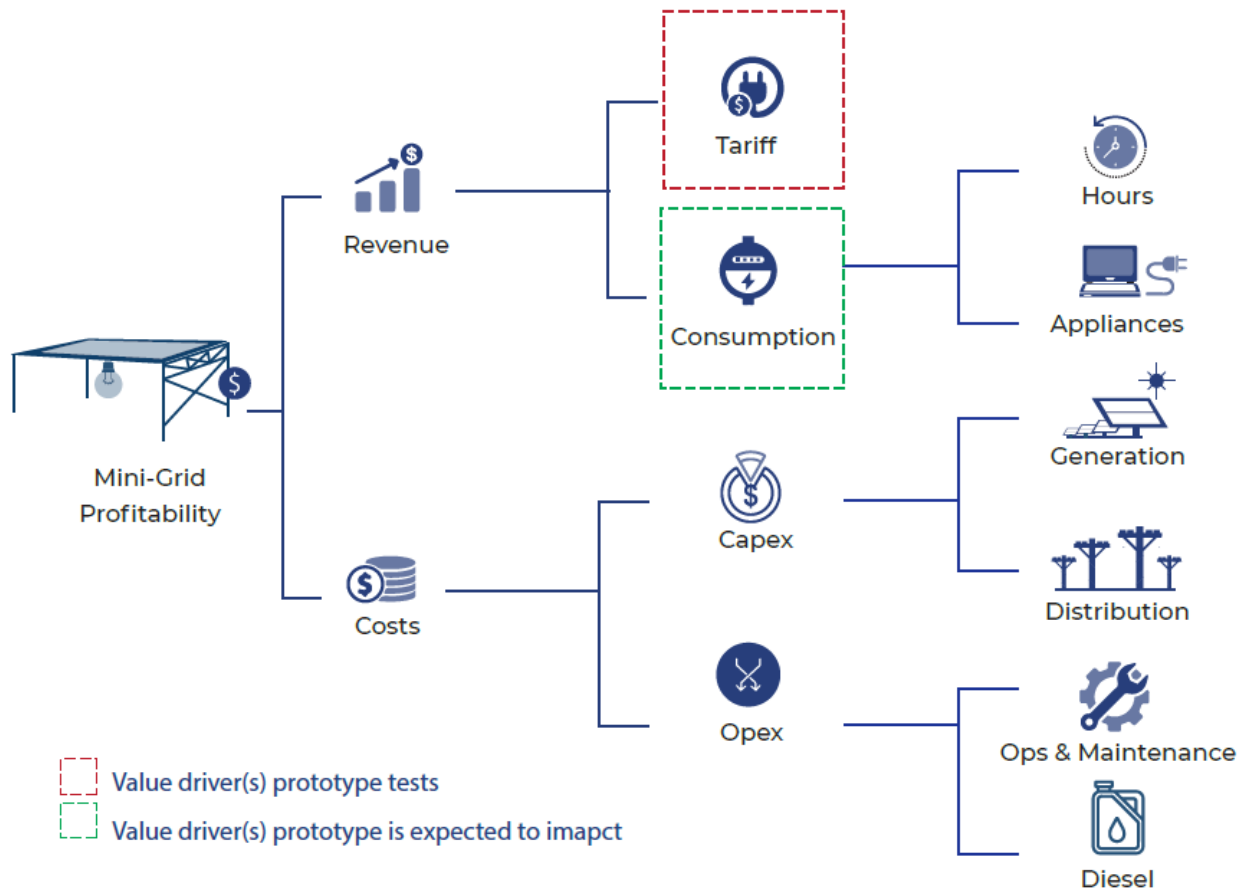 $
Tariff
Hours
$
Revenue
Appliances
Consumption
$
Mini-Grid
Profitability
Generation
$
Capex
$
Costs
Distribution
Opex
Ops & Maintenance
Value driver(s) prototype tests
Value driver(s) prototype is expected to imapct
Diesel